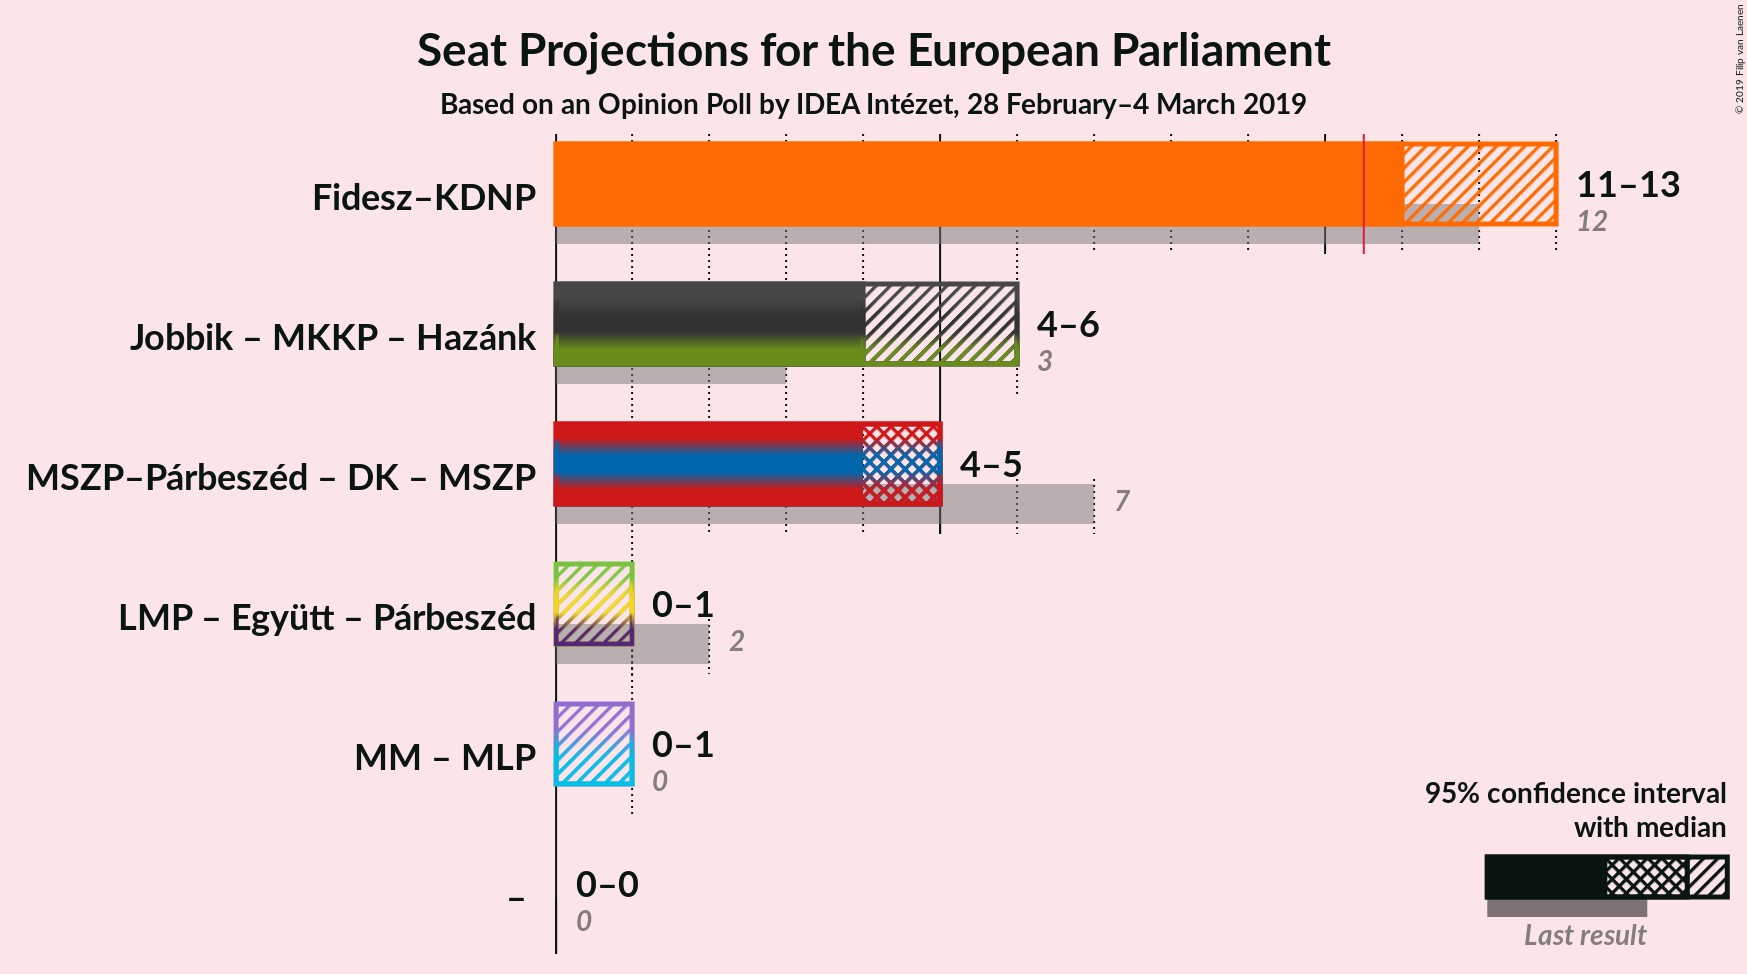 Seat Projections for the European Parliament
Based on an Opinion Poll by IDEA Intézet, 28 February–4 March 2019
© 2019 Filip van Laenen
Fidesz–KDNP
11–13
12
Jobbik – MKKP – Hazánk
4–6
3
MSZP–Párbeszéd – DK – MSZP
4–5
7
LMP – Együtt – Párbeszéd
0–1
2
MM – MLP
0–1
0
–
0–0
0
95% confidence interval
with median
Last result